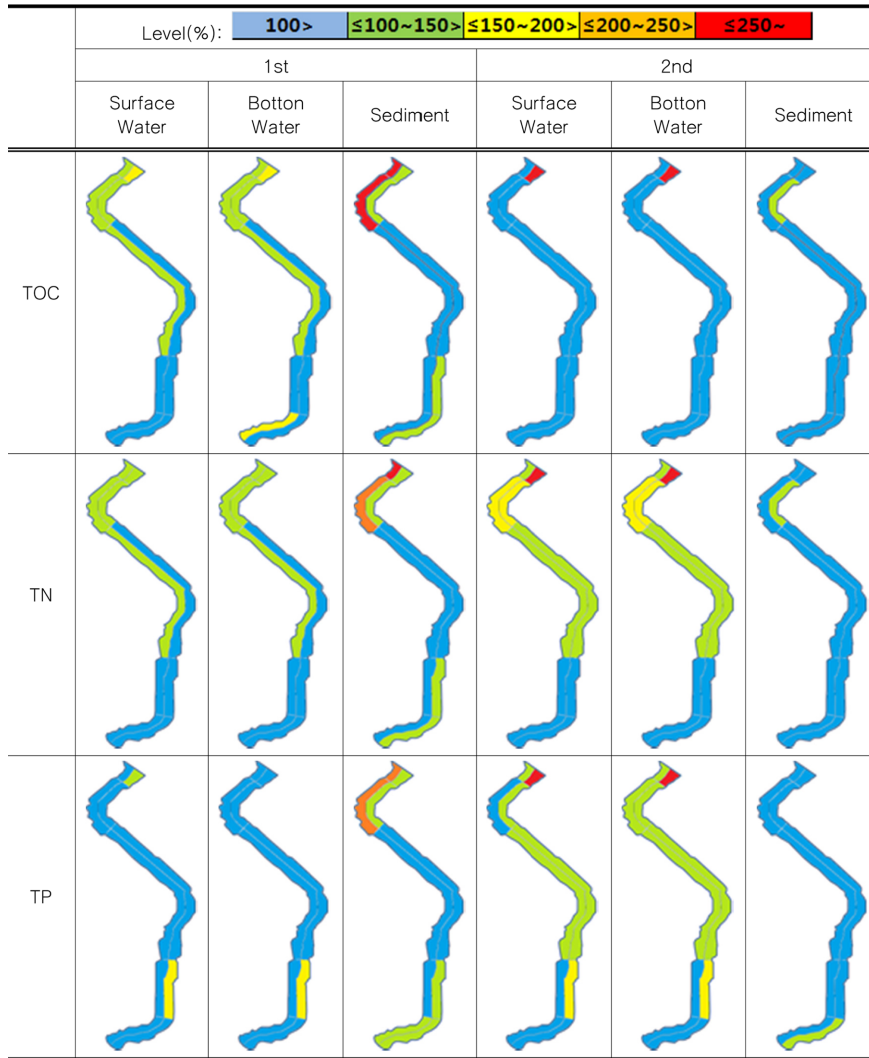 Level(%): 100> ≤100~150> ≤150~200> ≤200~250> ≤250~
1st 2nd
Surface Water Botton Water Sediment Surface Water Botton Water Sediment
TOC
TN
TP